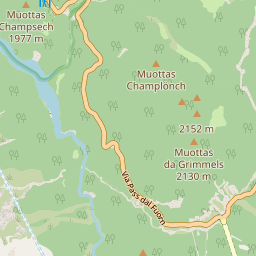 Muottas
Champsech
1977 m
Muottas
Champlonch
2152 m
Muottas
da Grimmels
2130 m
Via Pass dal Fuorn